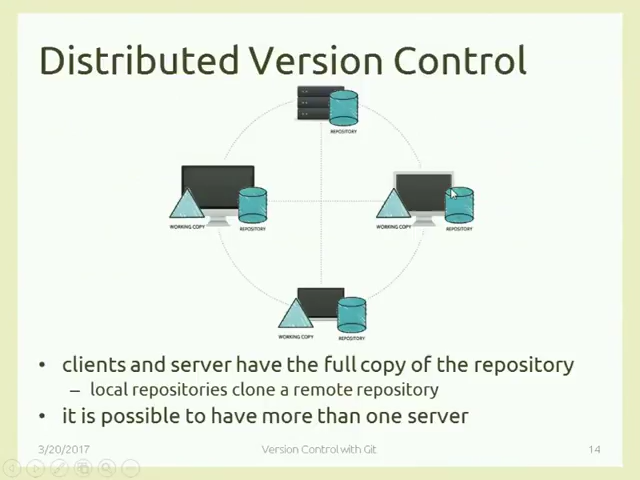 Distributed Version Control
REPOSITORY
WORKING COPY
REPOSITORY
WORKING COPY
REPOSITORY
WORKING COPY
REPOSITORY
• clients and server have the full copy of the repository
– local repositories clone a remote repository
• it is possible to have more than one server
3/20/2017
Version Control with Git
14